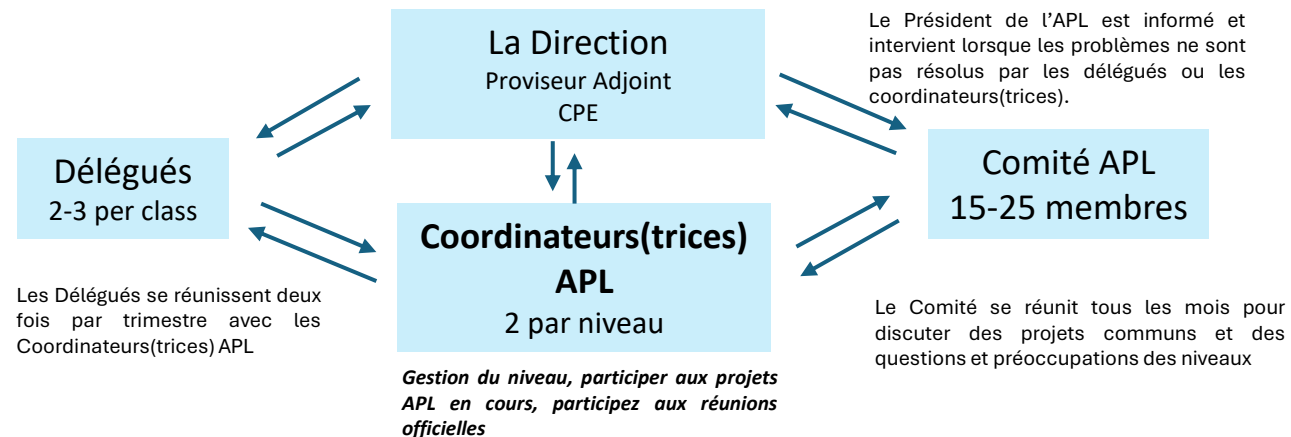 La Direction
Proviseur Adjoint
CPE
Le Président de l’APL est informé et
intervient lorsque les problèmes ne sont
pas résolus par les délégués ou les
coordinateurs(trices).
Délégués
2-3 per class
Comité APL
15-25 membres
Coordinateurs(trices)
APL
2 par niveau
Les Délégués se réunissent deux
fois par trimestre avec les
Coordinateurs(trices) APL
Le Comité se réunit tous les mois pour
discuter des projets communs et des
questions et préoccupations des niveaux
Gestion du niveau, participer aux projets
APL en cours, participez aux réunions
officielles